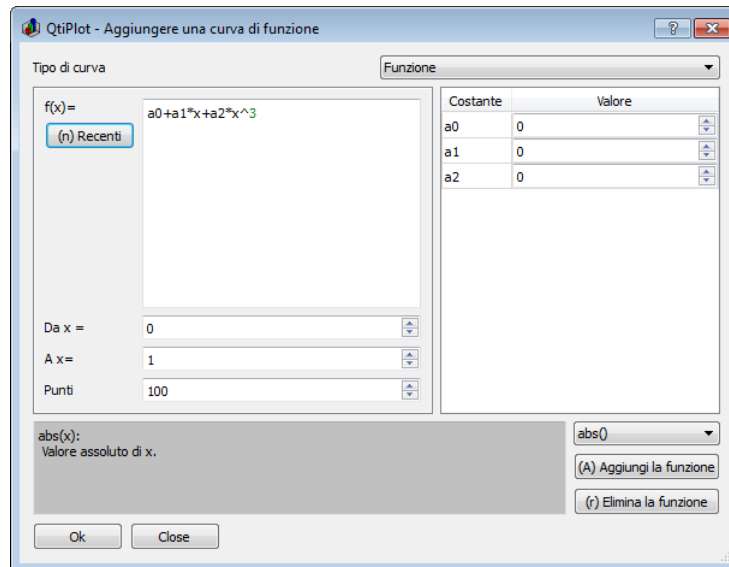 QtiPlot - Aggiungere una curva di funzione
Tipo di curva
Funzione
f(x)=
(n) Recenti
a0+a1*x+a2*x^3
Costante Valore
a0 0
a1 0
a2 0
Da x = 0
A x= 1
Punti 100
abs(x):
Valore assoluto di x.
abs()
(A) Aggiungi la funzione
(r) Elimina la funzione
Ok
Close